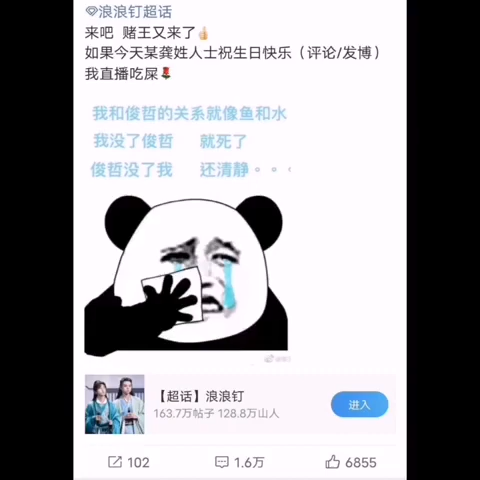 浪浪钉超话
来吧 赌王又来了👍🏻
如果今天某龚姓人士祝生日快乐（评论/发博）
我直播吃屎🌹
我和俊哲的关系就像鱼和水
我没了俊哲 就死了
俊哲没了我 还清静。。。
【超话】浪浪钉
163.7万帖子 128.8万山人
进入
102
1.6万
6855